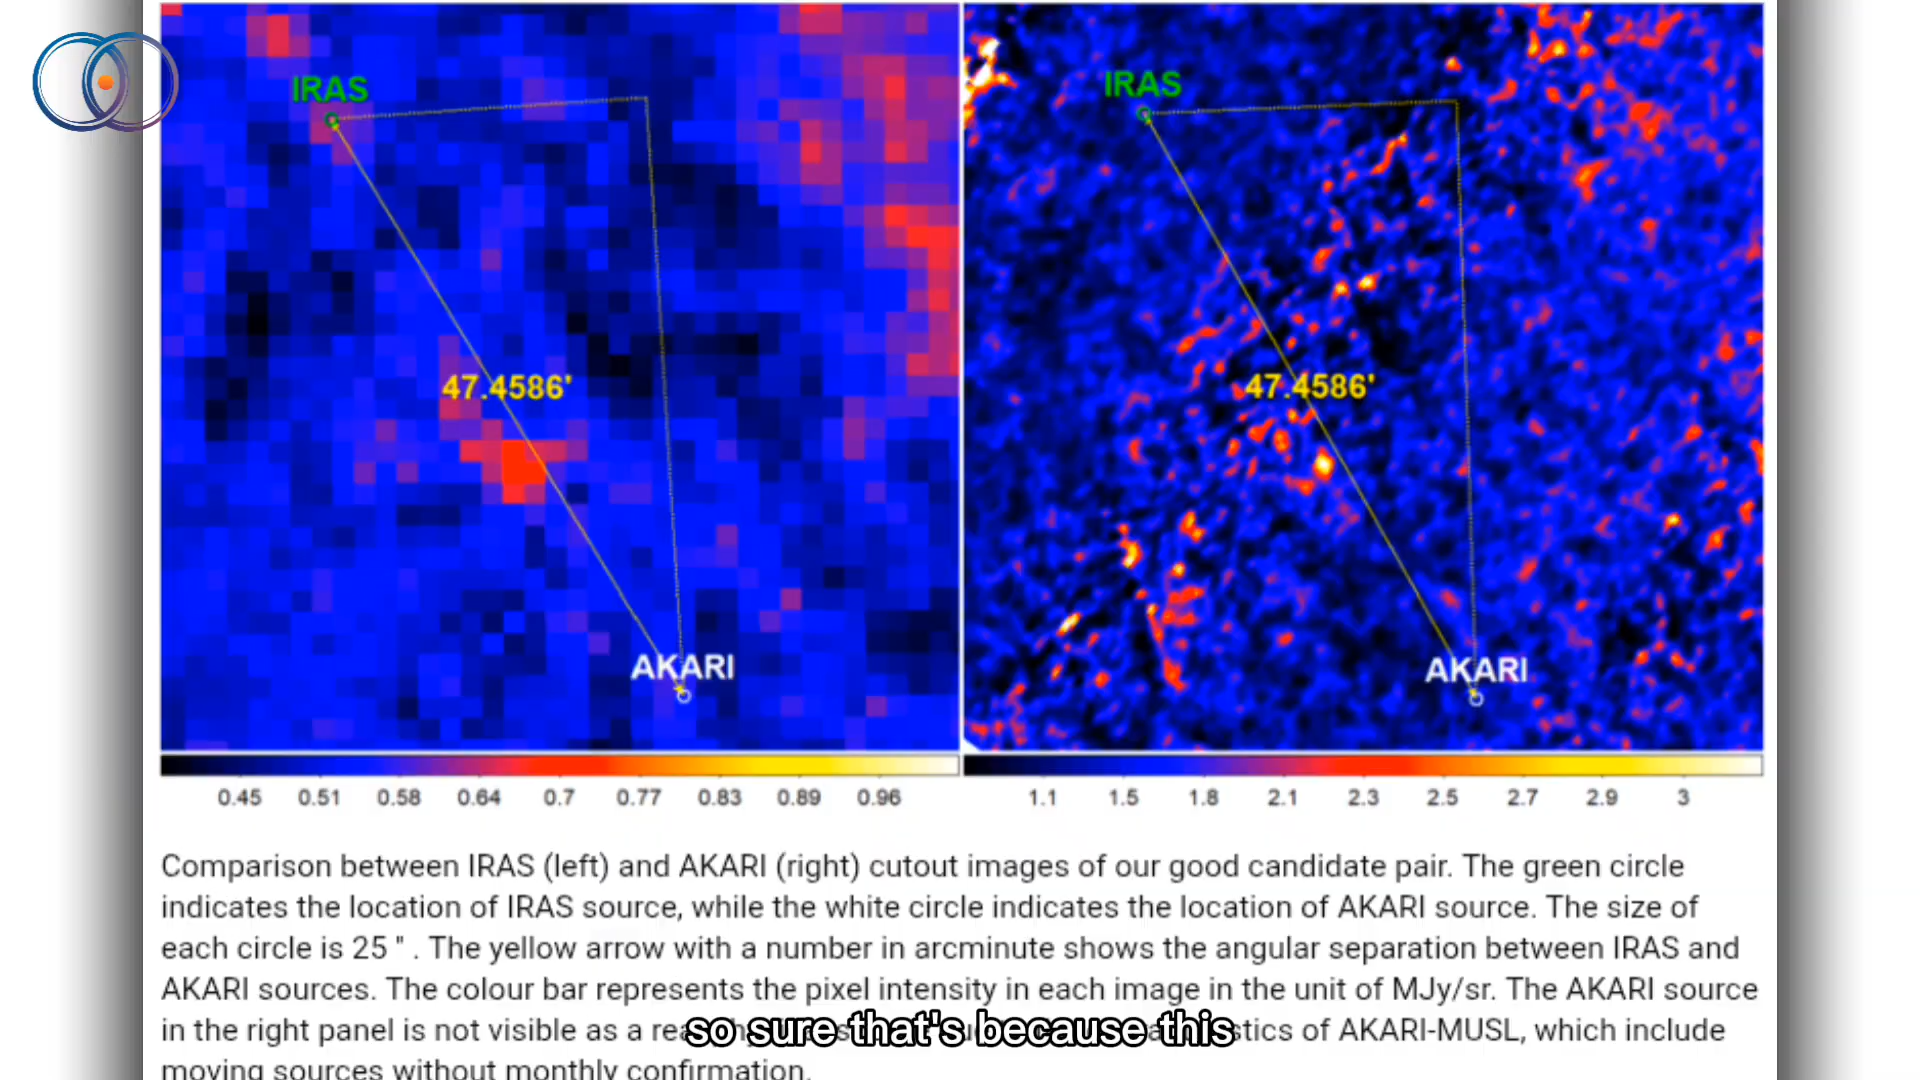 IRAS
47.4586'
AKARI
0.45 0.51 0.58 0.64 0.7 0.77 0.83 0.89 0.96
IRAS
47.4586'
AKARI
1.1 1.5 1.8 2.1 2.3 2.5 2.7 2.9 3
Comparison between IRAS (left) and AKARI (right) cutout images of our good candidate pair. The green circle
indicates the location of IRAS source, while the white circle indicates the location of AKARI source. The size of
each circle is 25 " . The yellow arrow with a number in arcminute shows the angular separation between IRAS and
AKARI sources. The colour bar represents the pixel intensity in each image in the unit of MJy/sr. The AKARI source
in the right panel is not visible as a of AKARI-MUSL, which include
so sure that's because this
moving sources without monthly confirmation.